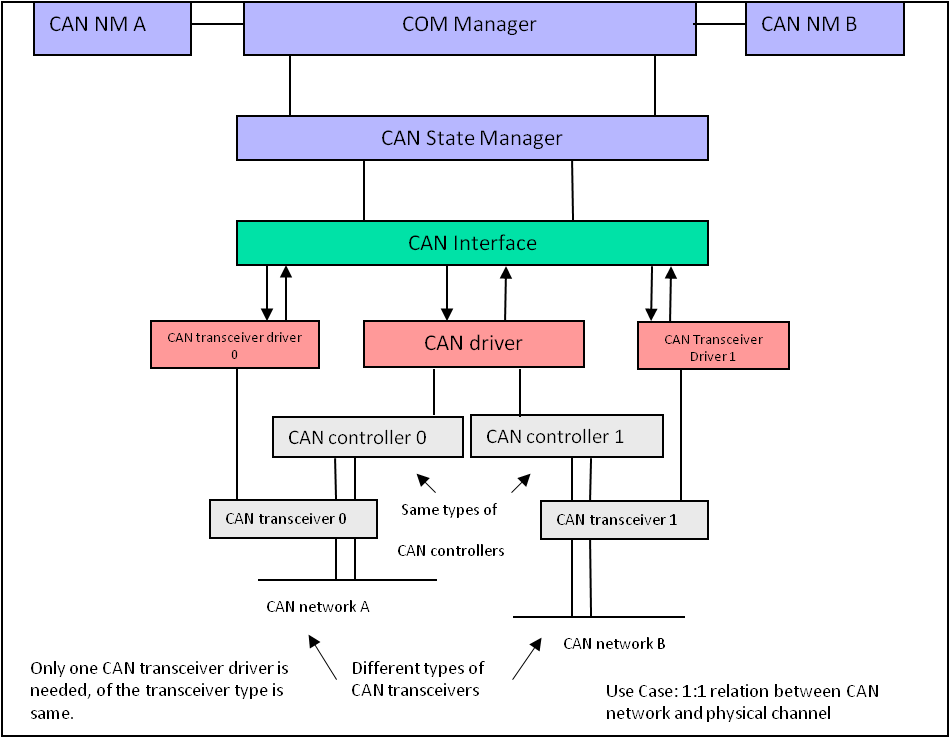 CAN NM A
COM Manager
CAN NM B
CAN State Manager
CAN Interface
CAN transceiver driver
0
CAN driver
CAN Transceiver
Driver 1
CAN controller 0
CAN controller 1
Same types of
CAN controllers
CAN transceiver 0
CAN transceiver 1
CAN network A
CAN network B
Only one CAN transceiver driver is
needed, of the transceiver type is
same.
Different types of
CAN transceivers
Use Case: 1:1 relation between CAN
network and physical channel